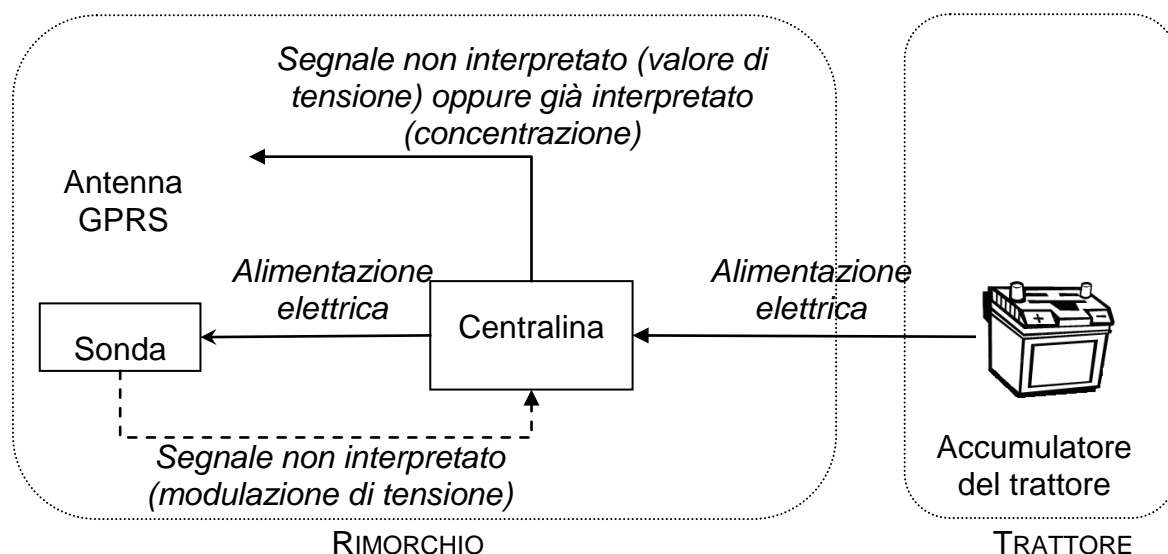 Segnale non interpretato (valore di
tensione) oppure già interpretato
(concentrazione)
Antenna
GPRS
Alimentazione
elettrica
Alimentazione
elettrica
Sonda
Centralina
+ −
Segnale non interpretato
(modulazione di tensione)
Accumulatore
del trattore
RIMORCHIO
TRATTORE